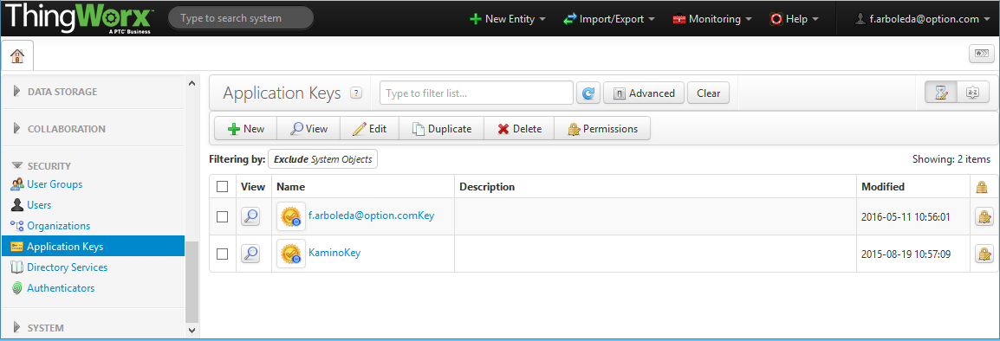 ThingWorx™
A PTC® Business
Type to search system
New Entity
Import/Export
Monitoring
Help
f.arboleda@option.com
DATA STORAGE
COLLABORATION
SECURITY
User Groups
Users
Organizations
Application Keys
Directory Services
Authenticators
SYSTEM
Application Keys ?
Type to filter list...
Advanced
Clear
a-z
New
View
Edit
Duplicate
Delete
Permissions
Filtering by: Exclude System Objects
Showing: 2 items
View Name Description Modified
f.arboleda@option.comKey 2016-05-11 10:56:01
KaminoKey 2015-08-19 10:57:09